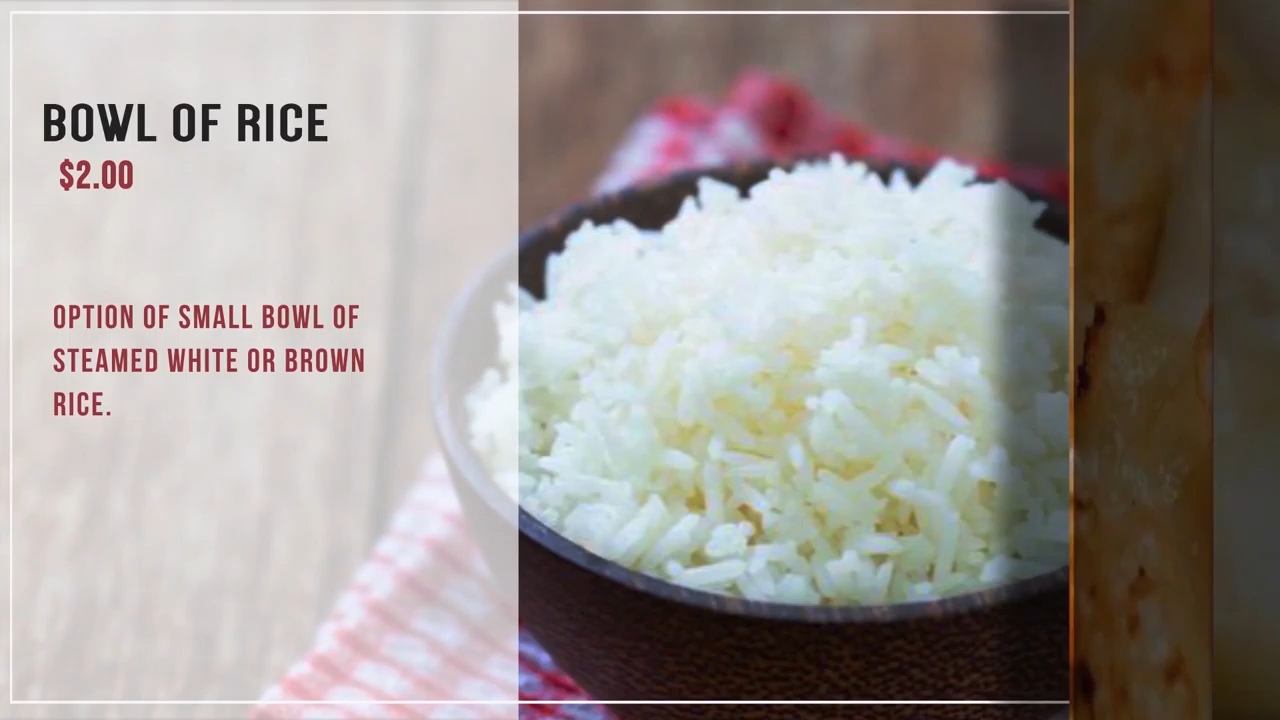 BOWL OF RICE
$2.00
OPTION OF SMALL BOWL OF
STEAMED WHITE OR BROWN
RICE.